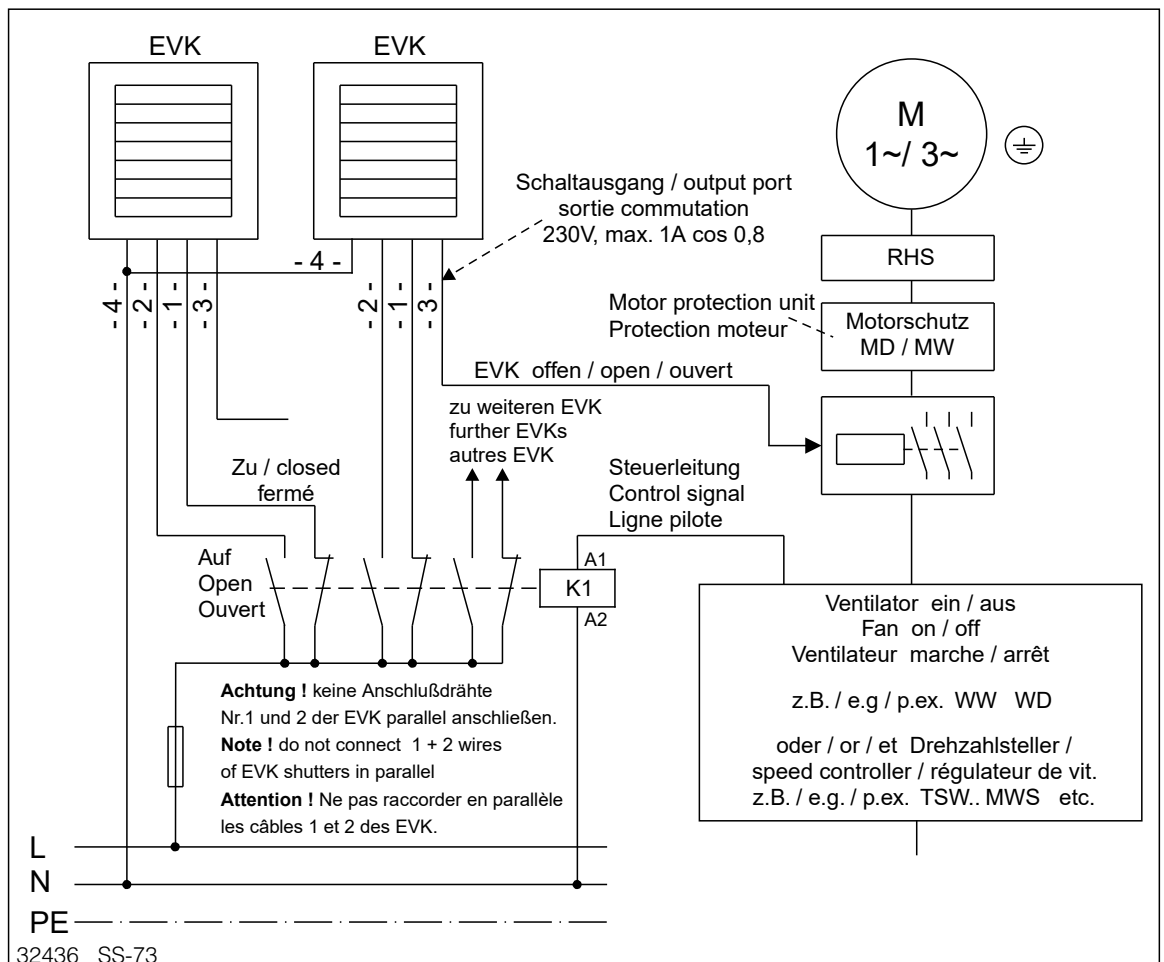 EVK
EVK
M
1~/ 3~
Schaltausgang / output port
sortie commutation
230V, max. 1A cos 0,8
RHS
- 4 -
- 4 -
- 2 -
- 1 -
- 3 -
- 2 -
- 1 -
- 3 -
Motor protection unit
Protection moteur
Motorschutz
MD / MW
EVK offen / open / ouvert
zu weiteren EVK
further EVKs
autres EVK
Zu / closed
fermé
Steuerleitung
Control signal
Ligne pilote
Auf
Open
Ouvert
A1
K1
A2
Ventilator ein / aus
Fan on / off
Ventilateur marche / arrêt
z.B. / e.g / p.ex. WW WD
oder / or / et Drehzahlsteller /
speed controller / régulateur de vit.
z.B. / e.g. / p.ex. TSW.. MWS etc.
Achtung ! keine Anschlußdrähte
Nr.1 und 2 der EVK parallel anschließen.
Note ! do not connect 1 + 2 wires
of EVK shutters in parallel
Attention ! Ne pas raccorder en parallèle
les câbles 1 et 2 des EVK.
L
N
PE
32436 SS-73